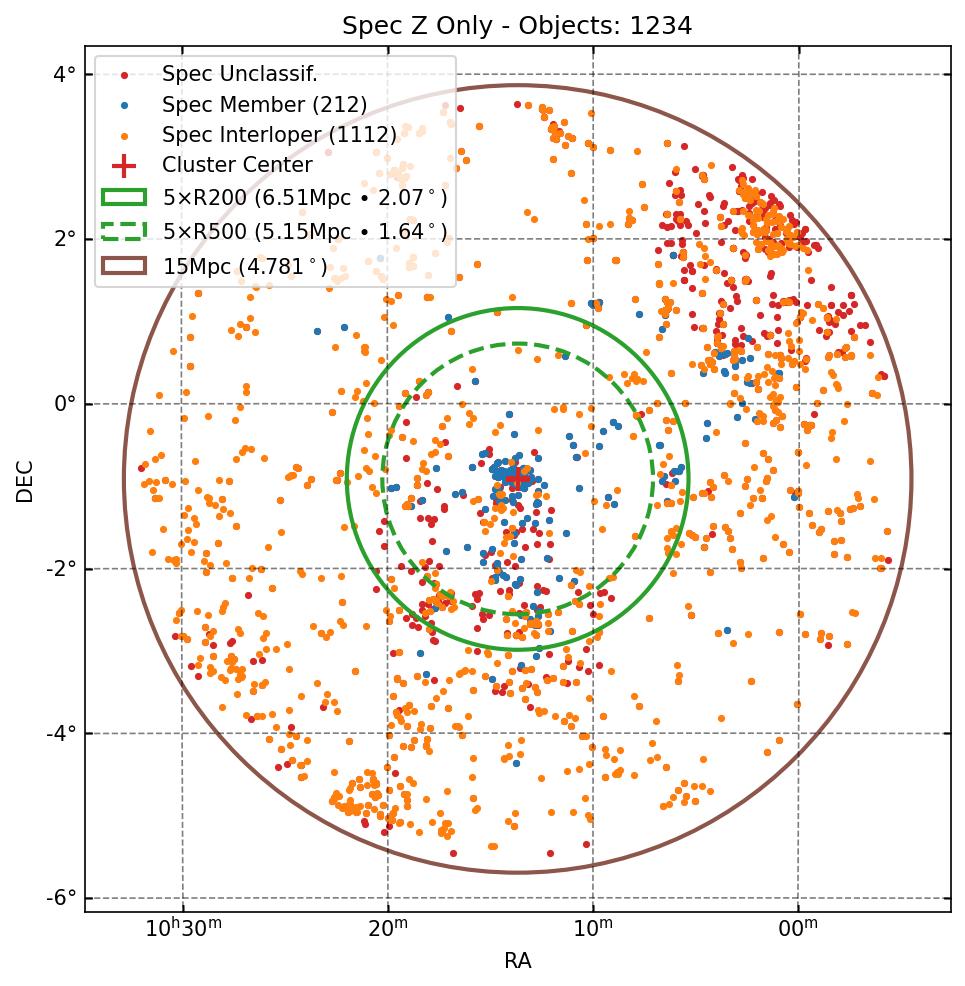 Spec Z Only - Objects: 1234
Spec Unclassif.
Spec Member (212)
Spec Interloper (1112)
Cluster Center
5×R200 (6.51Mpc • 2.07°)
5×R500 (5.15Mpc • 1.64°)
15Mpc (4.781°)
4°
2°
0°
-2°
-4°
-6°
DEC
10ʰ30ᵐ 20ᵐ 10ᵐ 00ᵐ
RA